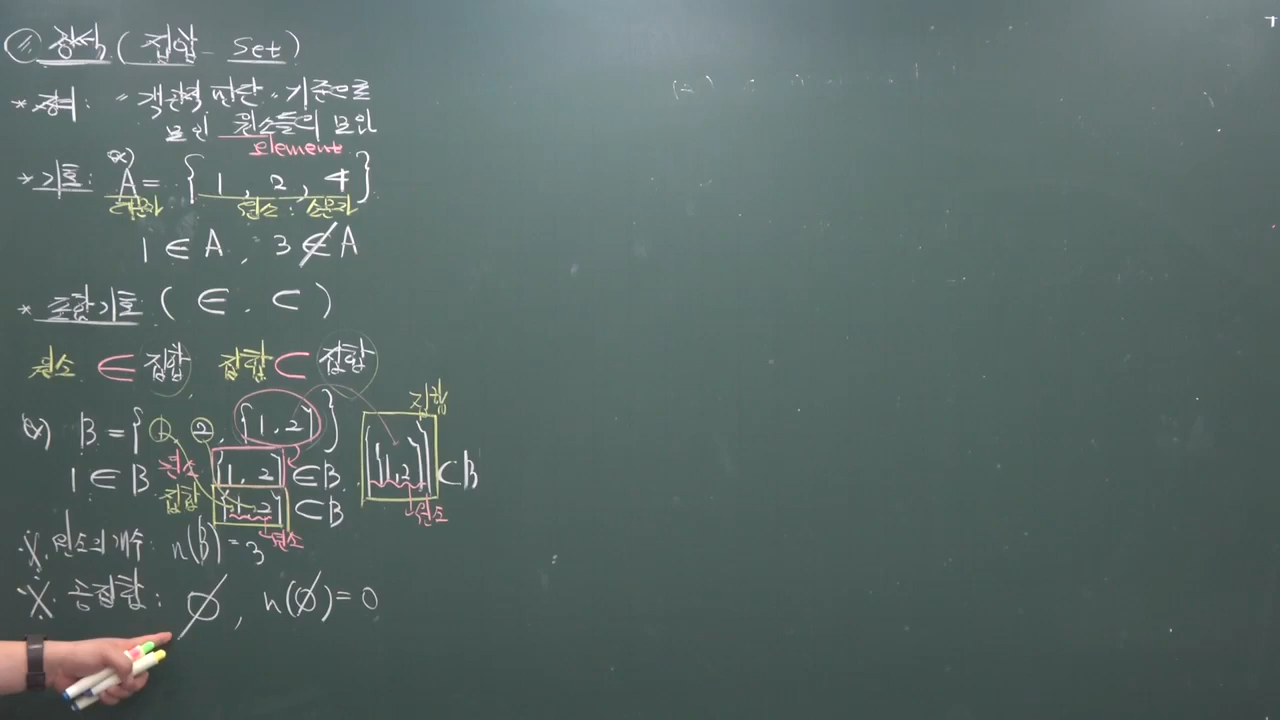 (집합 - Set)
* 정의: "객관적 판단" 기준으로
모인 원소들의 모임
element
* 기호: ex) A = { 1, 2, 4 }
대문자 원소: 소문자
1 ∈ A, 3 ∉ A
* 포함기호 ( ∈ . ⊂ )
원소 ∈ 집합 집합 ⊂ 집합
집합
ex) B = { 1, 2, {1, 2} }
1 ∈ B 원소 {1, 2} ∈ B {{1,2}} ⊂ B
집합 {1, 2} ⊂ B 원소
※. 원소의 개수: n(B) = 3 원소
※. 공집합: ∅, n(∅) = 0